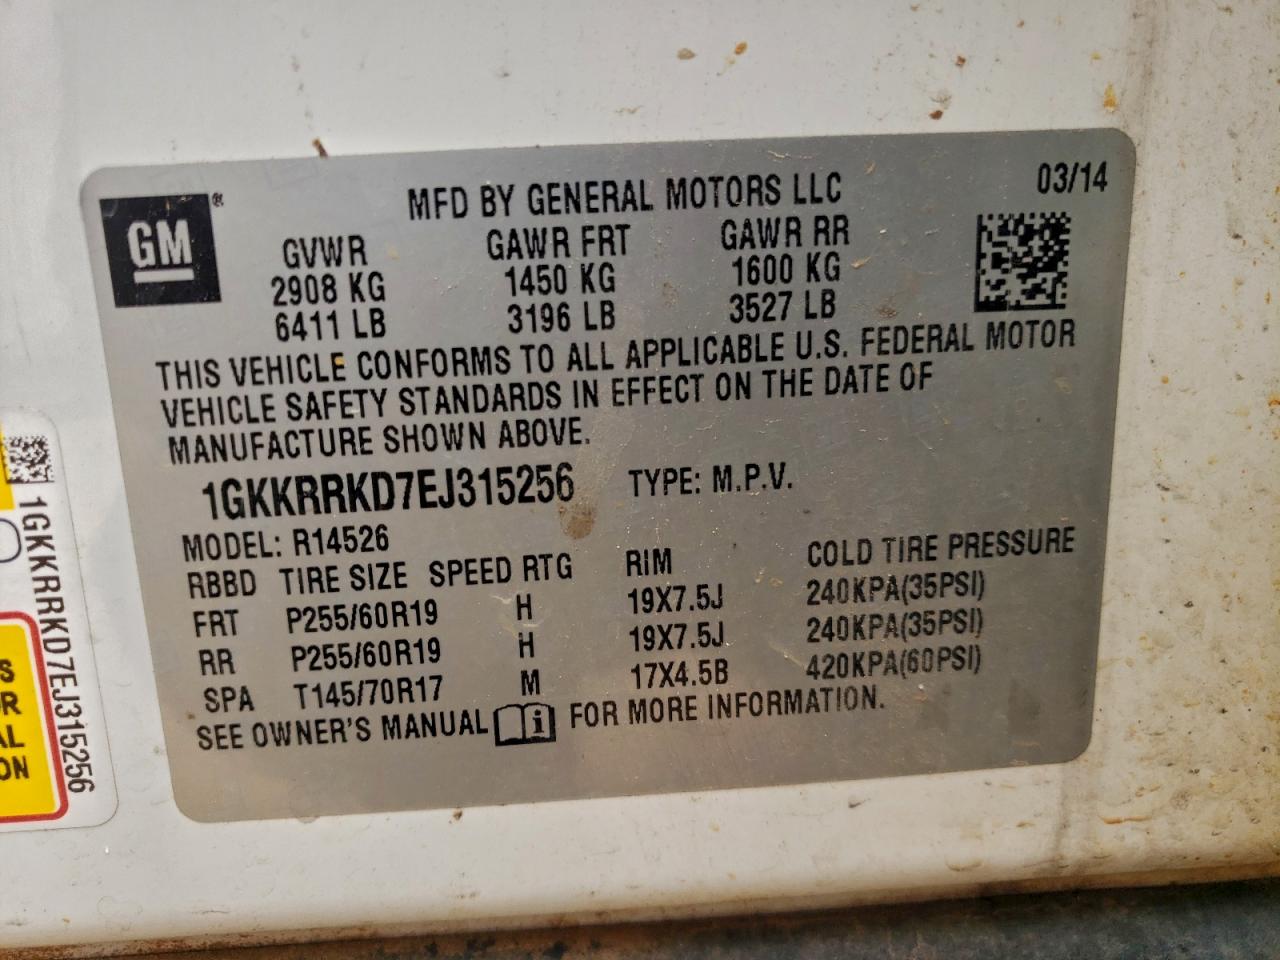 GM ®
MFD BY GENERAL MOTORS LLC 03/14
GVWR GAWR FRT GAWR RR
2908 KG 1450 KG 1600 KG
6411 LB 3196 LB 3527 LB
THIS VEHICLE CONFORMS TO ALL APPLICABLE U.S. FEDERAL MOTOR
VEHICLE SAFETY STANDARDS IN EFFECT ON THE DATE OF
MANUFACTURE SHOWN ABOVE.
1GKKRRKD7EJ315256 TYPE: M.P.V.
MODEL: R14526
RBBD TIRE SIZE SPEED RTG RIM COLD TIRE PRESSURE
FRT P255/60R19 H 19X7.5J 240KPA(35PSI)
RR P255/60R19 H 19X7.5J 240KPA(35PSI)
SPA T145/70R17 M 17X4.5B 420KPA(60PSI)
SEE OWNER'S MANUAL i FOR MORE INFORMATION.
1GKKRRKD7EJ315256
S
OR
AL
ON